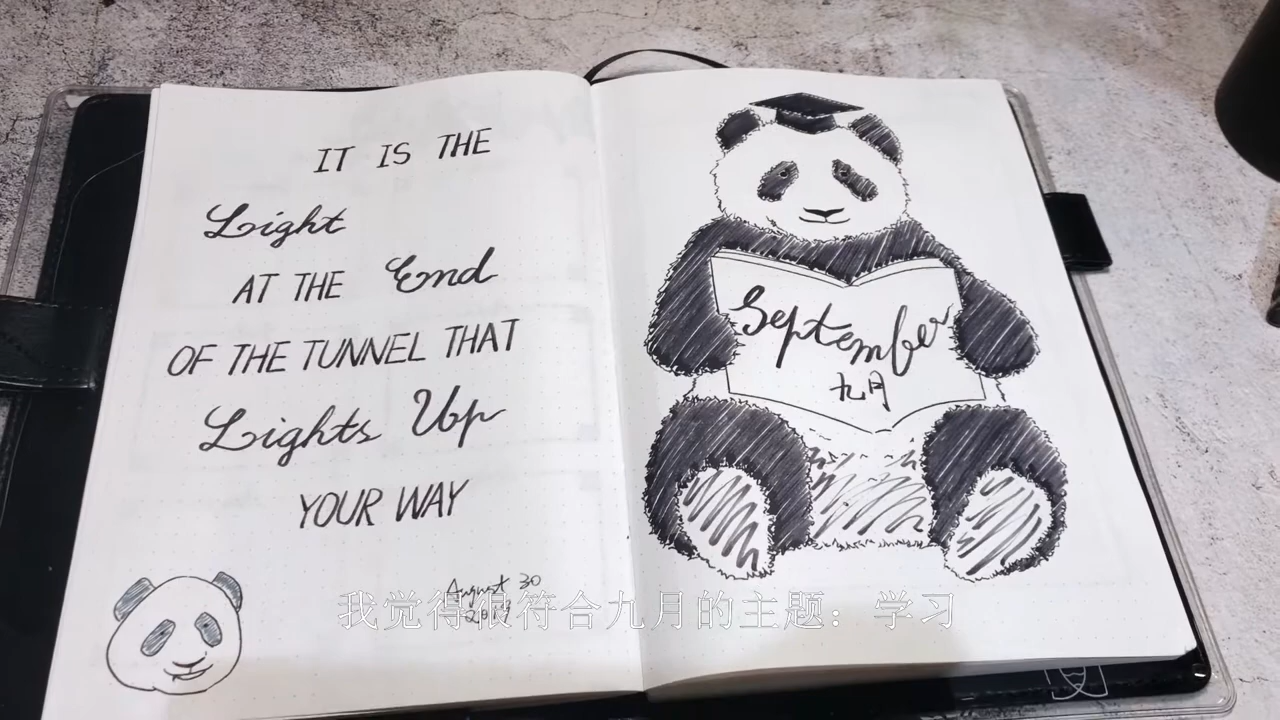 IT IS THE
Light
AT THE End
OF THE TUNNEL THAT
Lights Up
YOUR WAY
August 30
September
九月
我觉得很符合九月的主题：学习